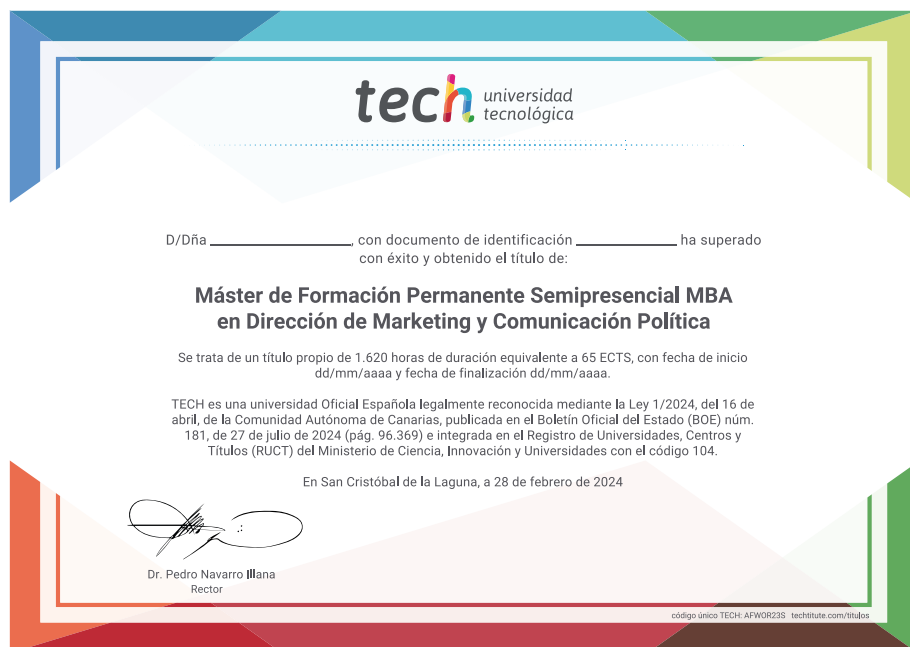 tech universidad
tecnológica
D/Dña ______________, con documento de identificación __________ ha superado
con éxito y obtenido el título de:
Máster de Formación Permanente Semipresencial MBA
en Dirección de Marketing y Comunicación Política
Se trata de un título propio de 1.620 horas de duración equivalente a 65 ECTS, con fecha de inicio
dd/mm/aaaa y fecha de finalización dd/mm/aaaa.
TECH es una universidad Oficial Española legalmente reconocida mediante la Ley 1/2024, del 16 de
abril, de la Comunidad Autónoma de Canarias, publicada en el Boletín Oficial del Estado (BOE) núm.
181, de 27 de julio de 2024 (pág. 96.369) e integrada en el Registro de Universidades, Centros y
Títulos (RUCT) del Ministerio de Ciencia, Innovación y Universidades con el código 104.
En San Cristóbal de la Laguna, a 28 de febrero de 2024
Dr. Pedro Navarro Illana
Rector
código único TECH: AFWOR23S techtitute.com/titulos